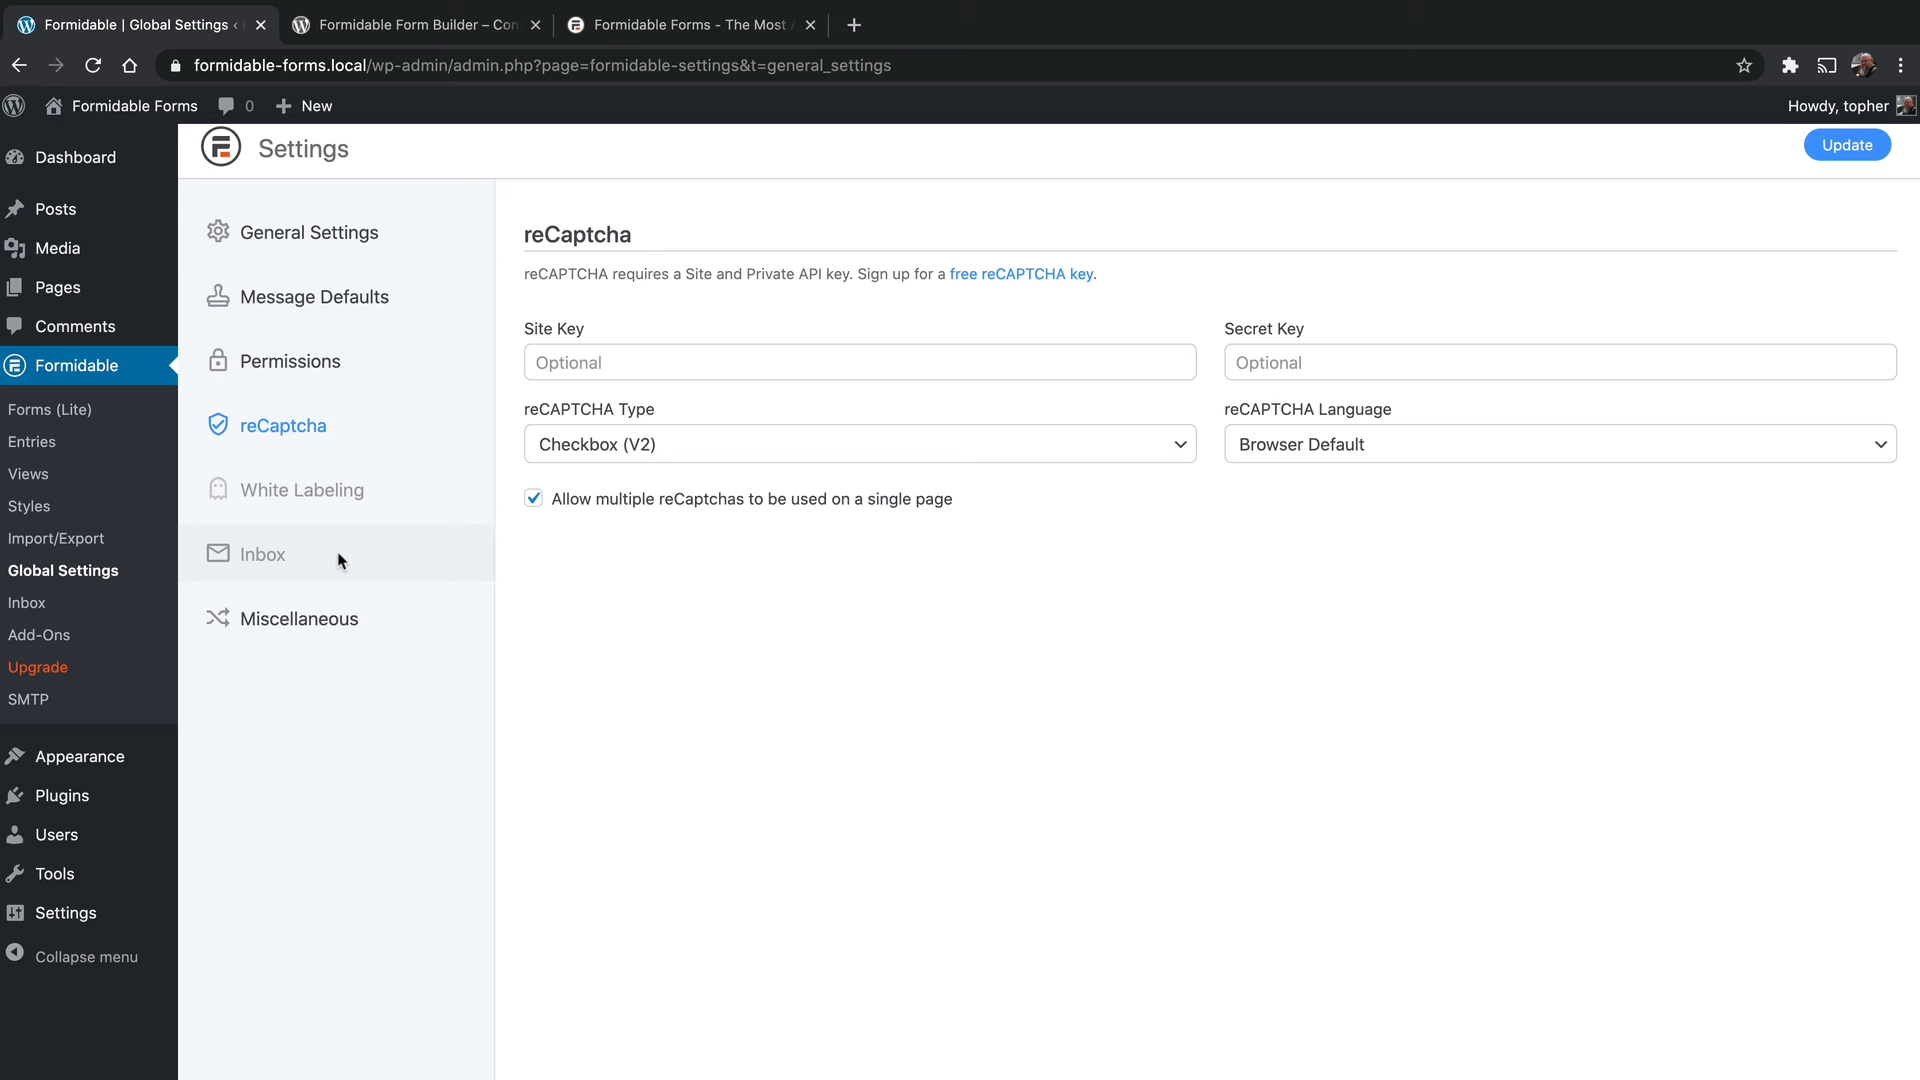 Formidable | Global Settings ‹
Formidable Form Builder – Con
Formidable Forms - The Most
formidable-forms.local/wp-admin/admin.php?page=formidable-settings&t=general_settings
Formidable Forms
0
New
Howdy, topher
Dashboard
Posts
Media
Pages
Comments
Formidable
Forms (Lite)
Entries
Views
Styles
Import/Export
Global Settings
Inbox
Add-Ons
Upgrade
SMTP
Appearance
Plugins
Users
Tools
Settings
Collapse menu
Settings
Update
General Settings
Message Defaults
Permissions
reCaptcha
White Labeling
Inbox
Miscellaneous
reCaptcha
reCAPTCHA requires a Site and Private API key. Sign up for a free reCAPTCHA key.
Site Key
Optional
Secret Key
Optional
reCAPTCHA Type
Checkbox (V2)
reCAPTCHA Language
Browser Default
Allow multiple reCaptchas to be used on a single page